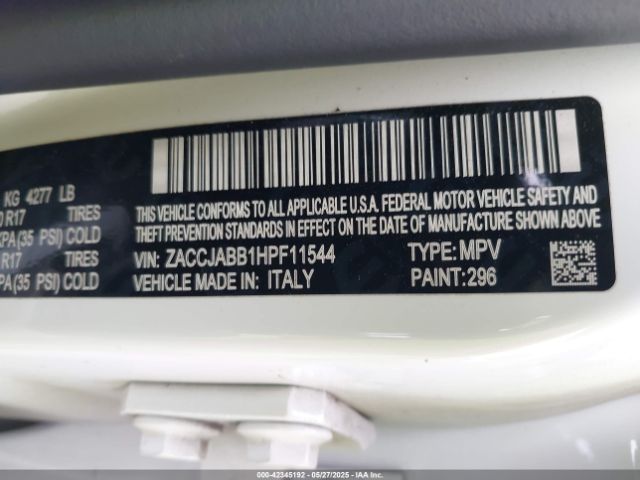 KG 4277 LB
R17 TIRES
KPA(35 PSI) COLD
R17 TIRES
PA(35 PSI) COLD
THIS VEHICLE CONFORMS TO ALL APPLICABLE U.S.A. FEDERAL MOTOR VEHICLE SAFETY AND
THEFT PREVENTION STANDARDS IN EFFECT ON THE DATE OF MANUFACTURE SHOWN ABOVE.
VIN: ZACCJABB1HPF11544 TYPE: MPV
VEHICLE MADE IN: ITALY PAINT:296
000-42345192 - 05/27/2025 - IAA Inc.